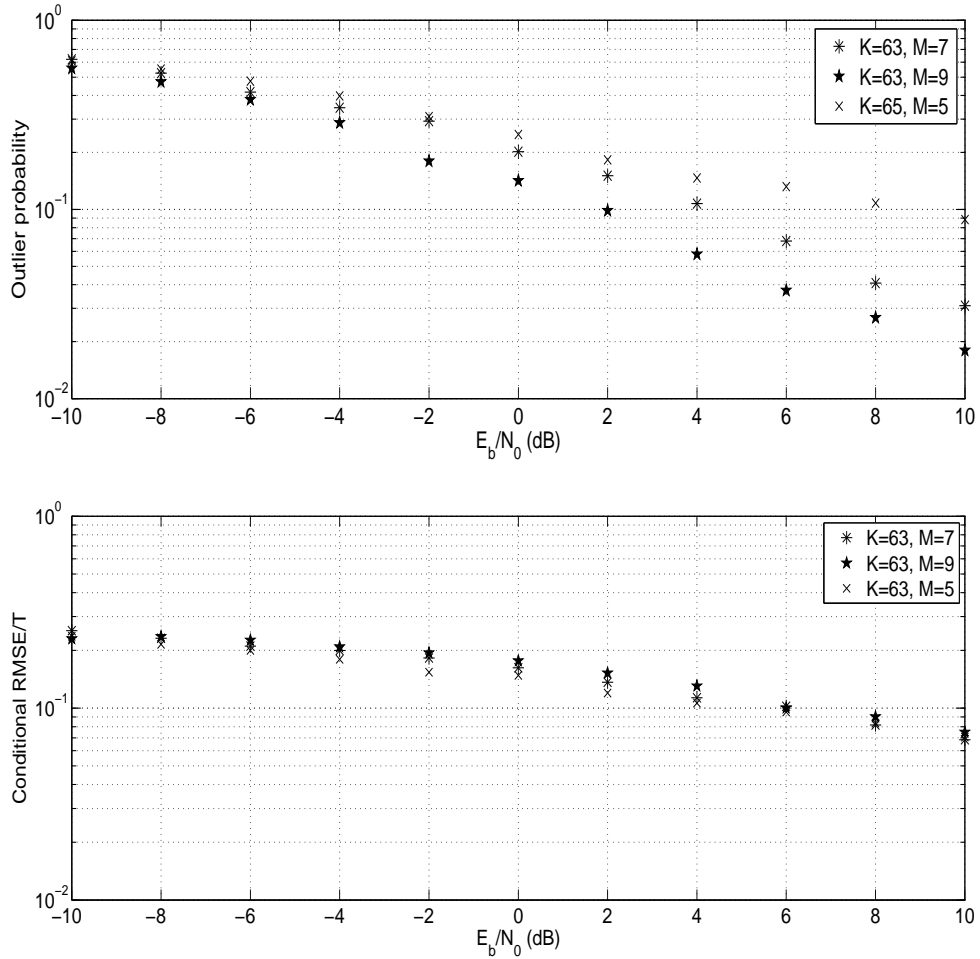 10^0
10^-1
10^-2
Outlier probability
K=63, M=7
K=63, M=9
K=65, M=5
−10 −8 −6 −4 −2 0 2 4 6 8 10
E_b/N_0 (dB)
10^0
10^-1
10^-2
Conditional RMSE/T
K=63, M=7
K=63, M=9
K=63, M=5
−10 −8 −6 −4 −2 0 2 4 6 8 10
E_b/N_0 (dB)